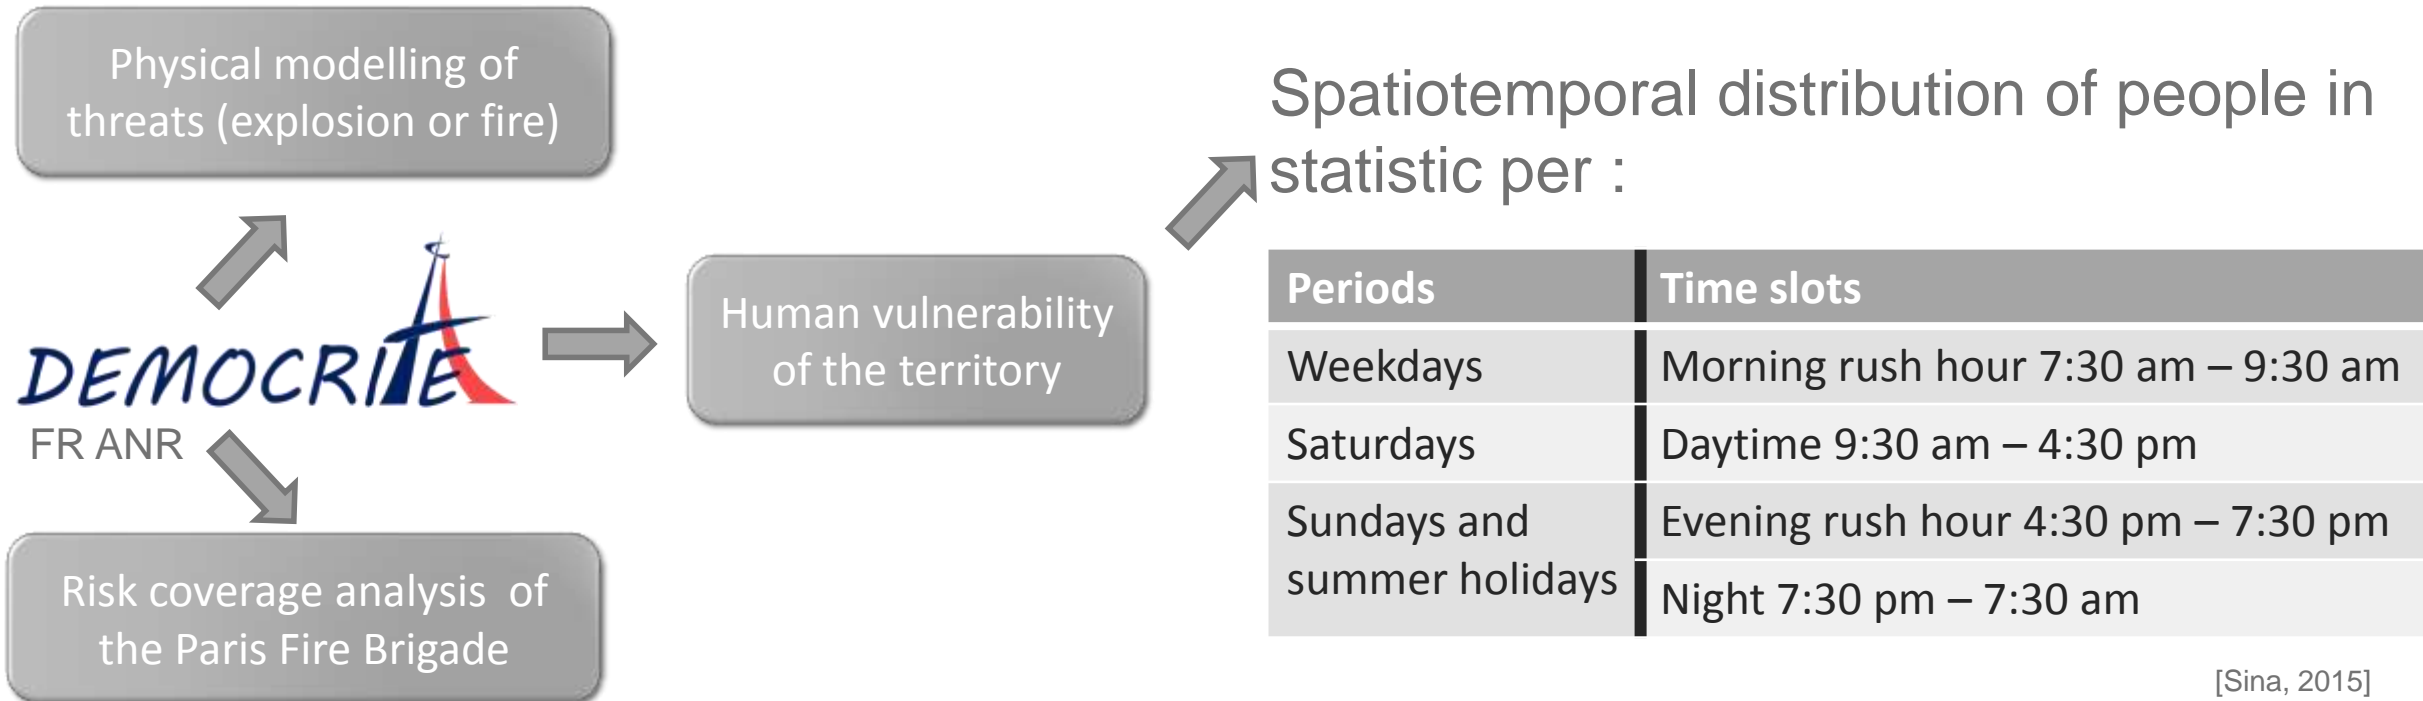 Physical modelling of
threats (explosion or fire)
DEMOCRITE
FR ANR
Risk coverage analysis of
the Paris Fire Brigade
Human vulnerability
of the territory
Spatiotemporal distribution of people in
statistic per :
Periods Time slots
Weekdays Morning rush hour 7:30 am – 9:30 am
Saturdays Daytime 9:30 am – 4:30 pm
Sundays and Evening rush hour 4:30 pm – 7:30 pm
summer holidays Night 7:30 pm – 7:30 am
[Sina, 2015]